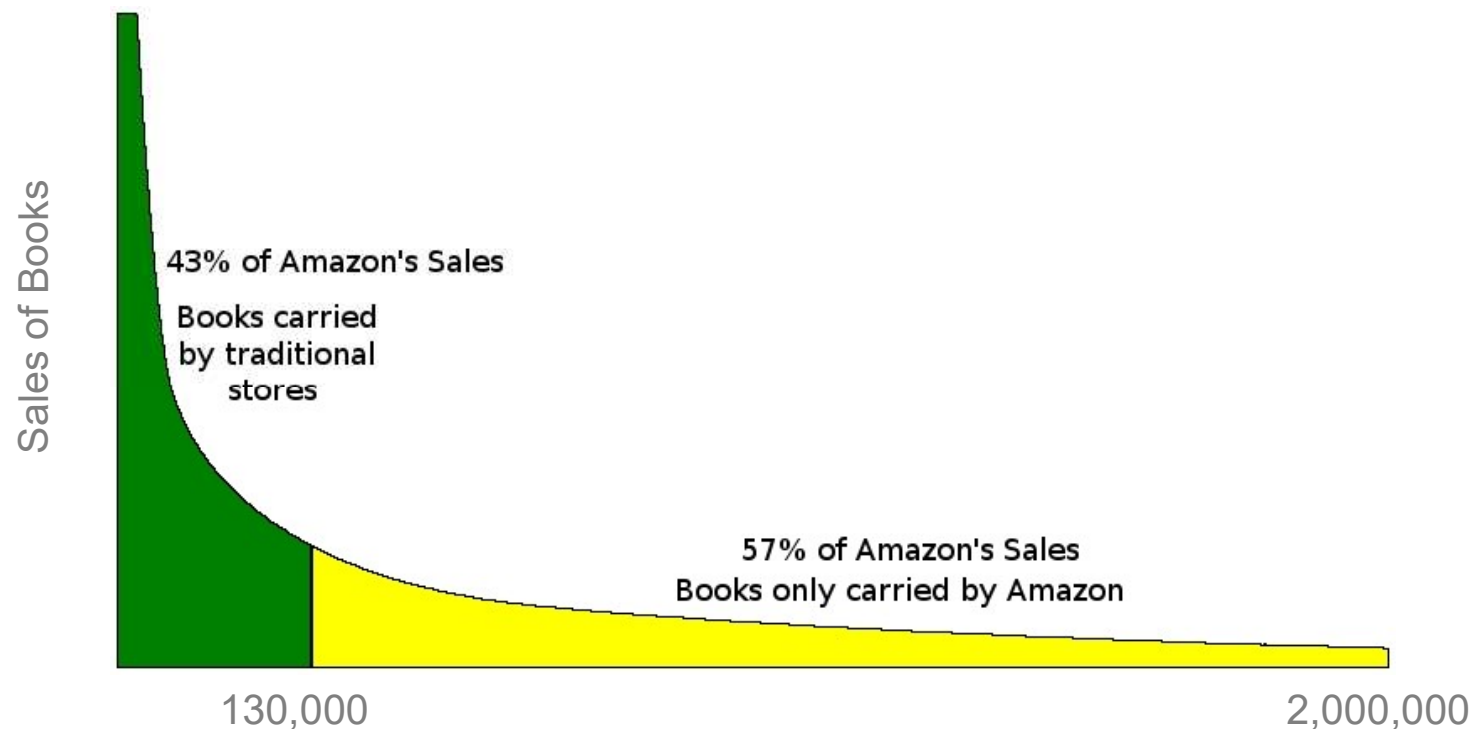 Sales of Books
43% of Amazon's Sales
Books carried
by traditional
stores
57% of Amazon's Sales
Books only carried by Amazon
130,000
2,000,000